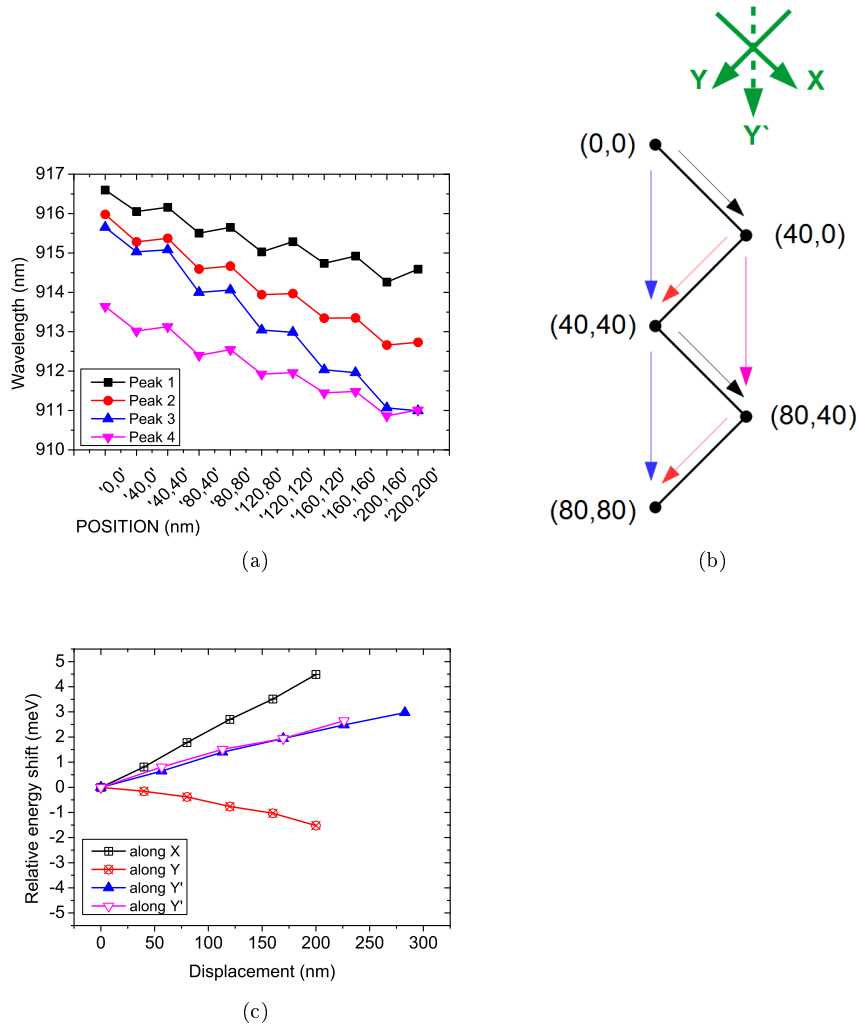 917
916
915
914
913
912
911
910
Wavelength (nm)
Peak 1
Peak 2
Peak 3
Peak 4
'0,0'
'40,0'
'40,40'
'80,40'
'80,80'
'120,80'
'120,120'
'160,120'
'160,160'
'200,160'
'200,200'
POSITION (nm)
(a)
Y
X
Y`
(0,0)
(40,0)
(40,40)
(80,40)
(80,80)
(b)
5
4
3
2
1
0
-1
-2
-3
-4
-5
Relative energy shift (meV)
along X
along Y
along Y'
along Y'
0
50
100
150
200
250
300
Displacement (nm)
(c)